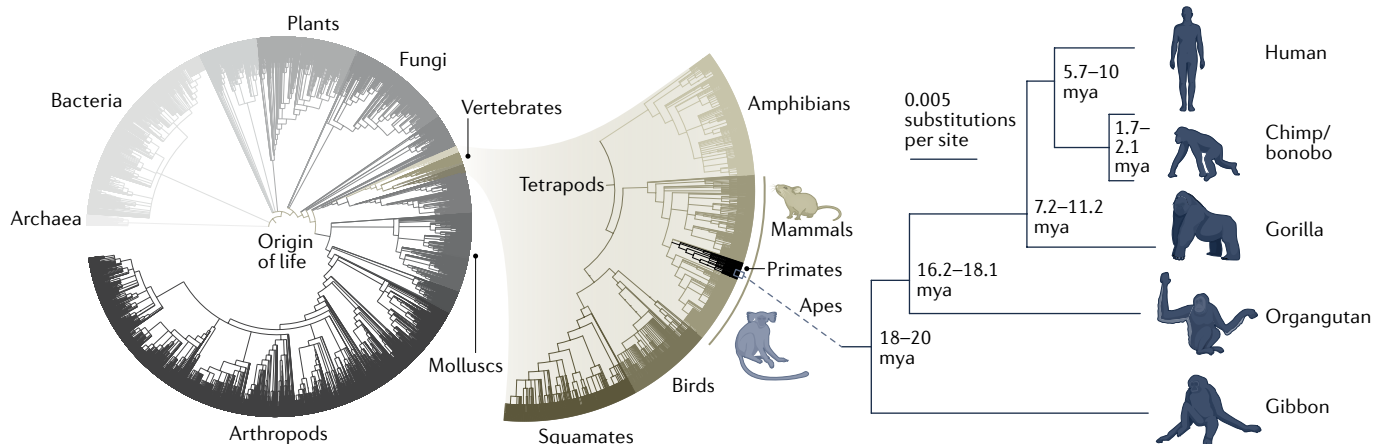 Plants
Fungi
Bacteria
Vertebrates
Archaea
Origin
of life
Molluscs
Arthropods
Amphibians
Tetrapods
Mammals
Primates
Apes
Birds
Squamates
0.005
substitutions
per site
5.7–10
mya
1.7–
2.1
mya
7.2–11.2
mya
16.2–18.1
mya
18–20
mya
Human
Chimp/
bonobo
Gorilla
Organgutan
Gibbon